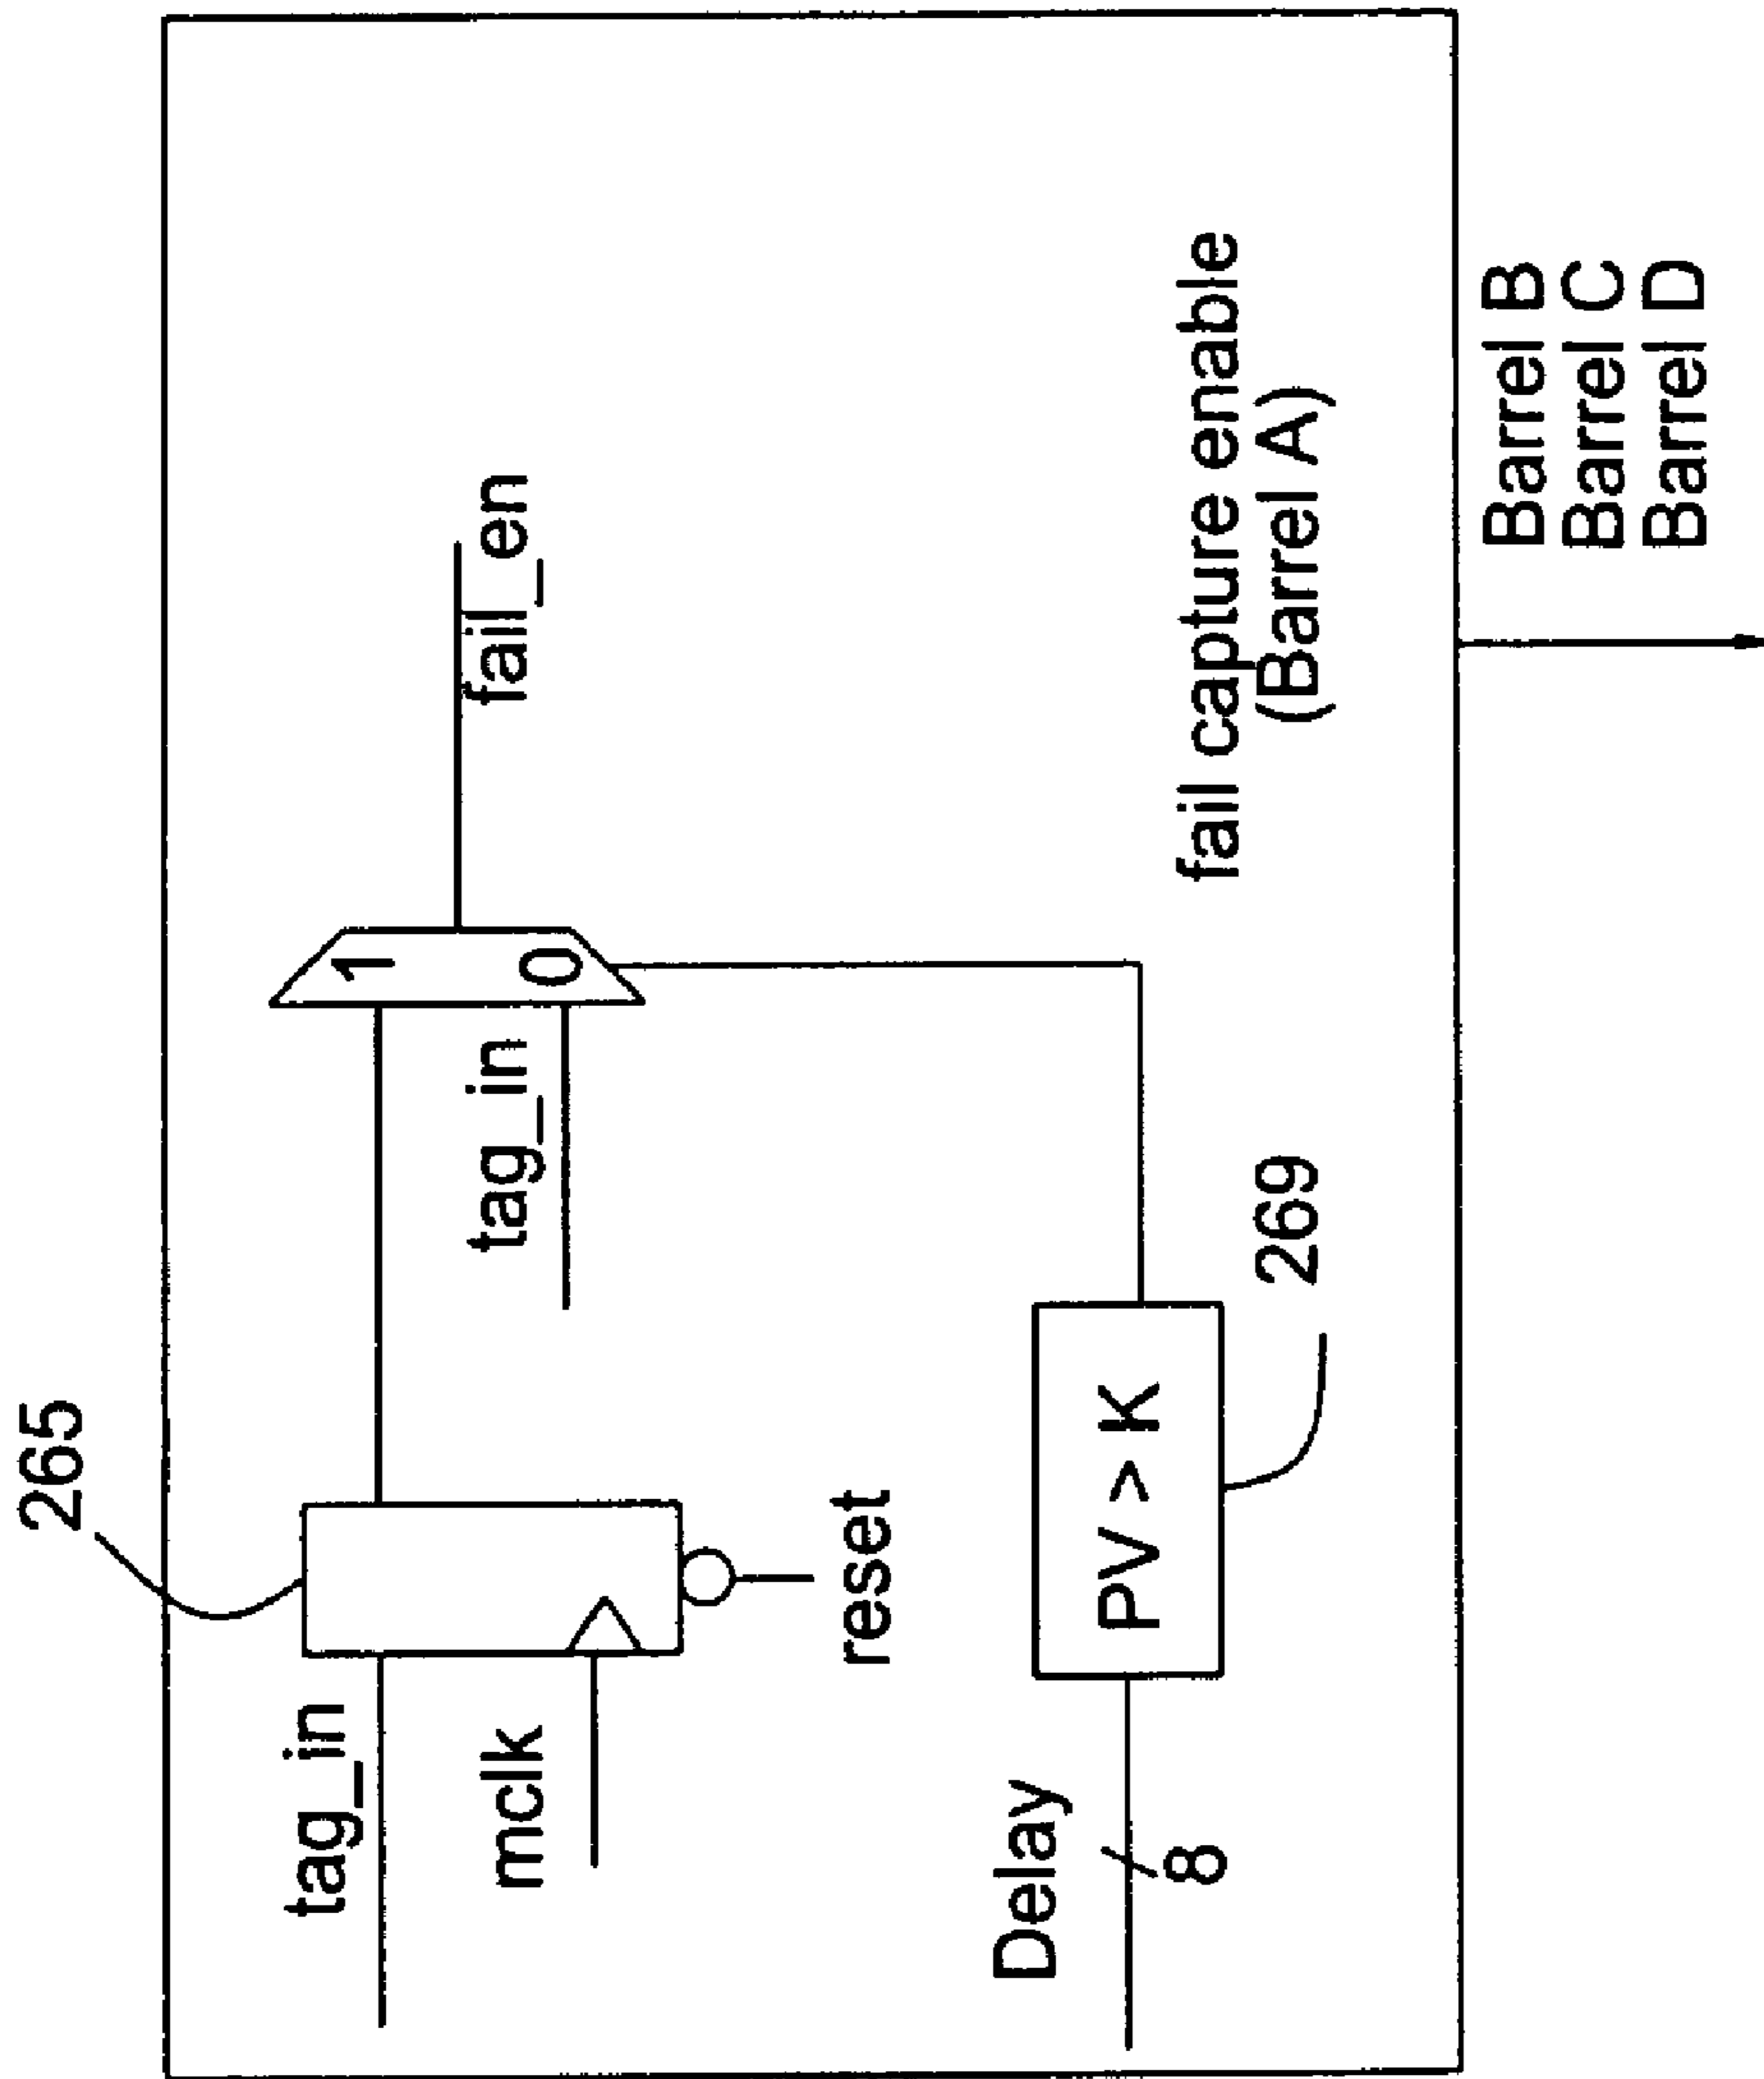 265
tag_in
mclk
reset
tag_in
1
0
fail_en
Delay
8
PV > K
269
fail capture enable
(Barrel A)
Barrel B
Barrel C
Barrel D